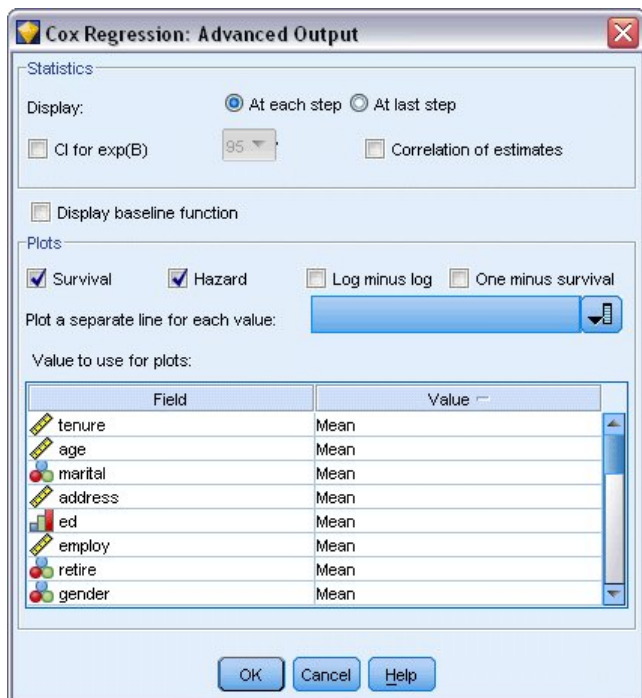 Cox Regression: Advanced Output
Statistics
Display: At each step At last step
CI for exp(B) 95 Correlation of estimates
Display baseline function
Plots
Survival Hazard Log minus log One minus survival
Plot a separate line for each value:
Value to use for plots:
Field Value
tenure Mean
age Mean
marital Mean
address Mean
ed Mean
employ Mean
retire Mean
gender Mean
OK Cancel Help